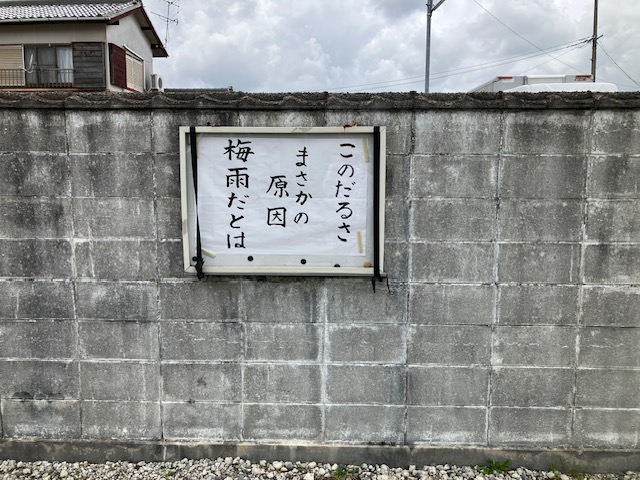 このだるさ
まさかの
原因
梅雨だとは